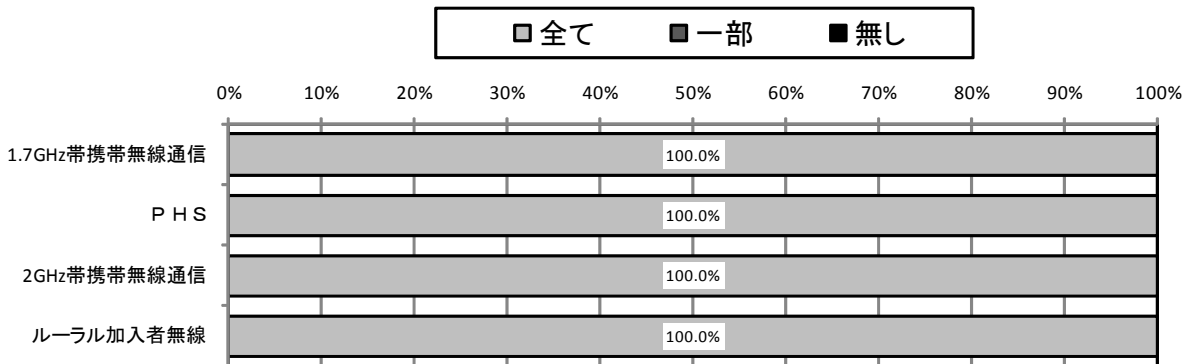 全て 一部 無し
0% 10% 20% 30% 40% 50% 60% 70% 80% 90% 100%
1.7GHz帯携帯無線通信 100.0%
ＰＨＳ 100.0%
2GHz帯携帯無線通信 100.0%
ルーラル加入者無線 100.0%